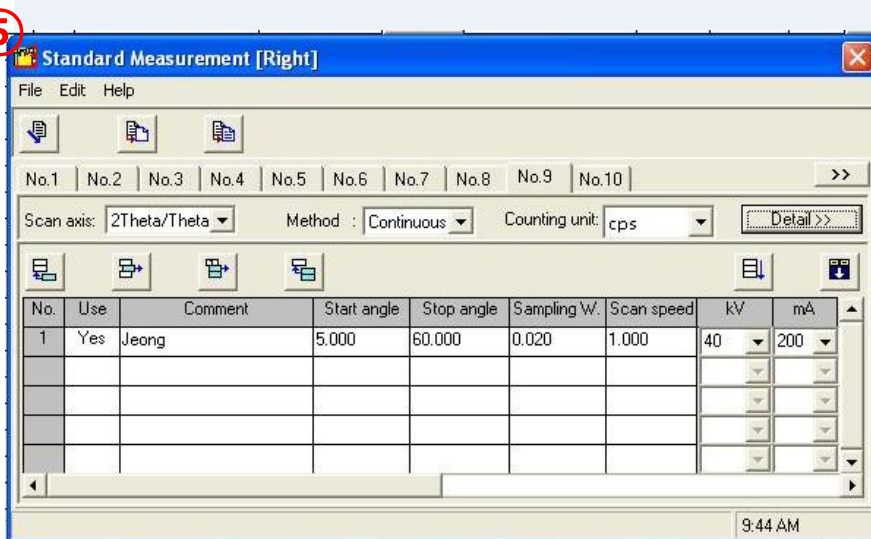 ⑤
Standard Measurement [Right]
File Edit Help
No.1 No.2 No.3 No.4 No.5 No.6 No.7 No.8 No.9 No.10 >>
Scan axis: 2Theta/Theta Method : Continuous Counting unit: cps Detail >>
No. Use Comment Start angle Stop angle Sampling W. Scan speed kV mA
1 Yes Jeong 5.000 60.000 0.020 1.000 40 200
9:44 AM